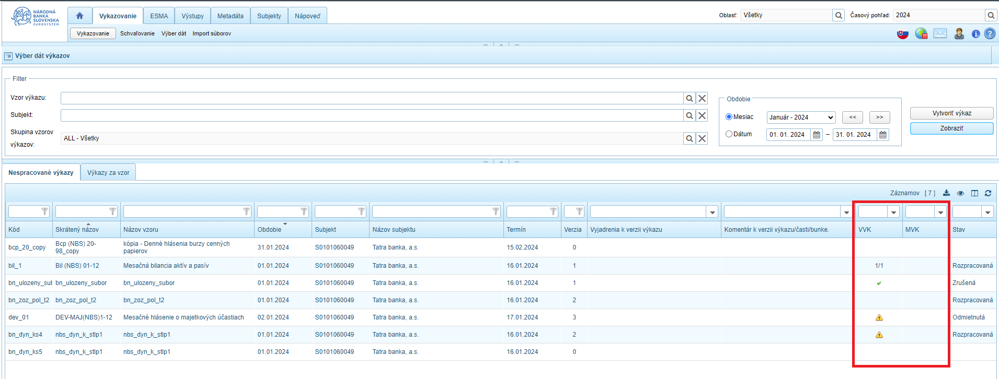 NÁRODNÁ
BANKA
SLOVENSKA
EUROSYSTÉM
Vykazovanie ESMA Výstupy Metadáta Subjekty Nápoveď
Oblasť: Všetky Časový pohľad: 2024
Vykazovanie Schvaľovanie Výber dát Import súborov
Výber dát výkazov
Filter
Vzor výkazu:
Subjekt:
Skupina vzorov
výkazov:
ALL - Všetky
Obdobie
Mesiac Január - 2024 << >>
Dátum 01. 01. 2024 – 31. 01. 2024
Vytvoriť výkaz
Zobraziť
Nespracované výkazy Výkazy za vzor
Záznamov [ 7 ]
Kód Skrátený názov Názov vzoru Obdobie Subjekt Názov subjektu Termín Verzia Vyjadrenia k verzii výkazu Komentár k verzii výkazu/časti/bunke. VVK MVK Stav
bcp_20_copy Bcp (NBS) 20-98_copy kópia - Denné hlásenia burzy cenných papierov 31.01.2024 S0101060049 Tatra banka, a.s. 15.02.2024 0
bil_1 Bil (NBS) 01-12 Mesačná bilancia aktív a pasív 01.01.2024 S0101060049 Tatra banka, a.s. 16.01.2024 1 1/1 Rozpracovaná
bn_ulozeny_sub bn_ulozeny_subor bn_ulozeny_subor 01.01.2024 S0101060049 Tatra banka, a.s. 16.01.2024 1 Zrušená
bn_zoz_pol_t2 bn_zoz_pol_t2 bn_zoz_pol_t2 01.01.2024 S0101060049 Tatra banka, a.s. 16.01.2024 2 Rozpracovaná
dev_01 DEV-MAJ(NBS)1-12 Mesačné hlásenie o majetkových účastiach 02.01.2024 S0101060049 Tatra banka, a.s. 17.01.2024 3 Odmietnutá
bn_dyn_ks4 nbs_dyn_k_stlp1 nbs_dyn_k_stlp1 01.01.2024 S0101060049 Tatra banka, a.s. 16.01.2024 2 Rozpracovaná
bn_dyn_ks5 nbs_dyn_k_stlp1 nbs_dyn_k_stlp1 01.01.2024 S0101060049 Tatra banka, a.s. 16.01.2024 0